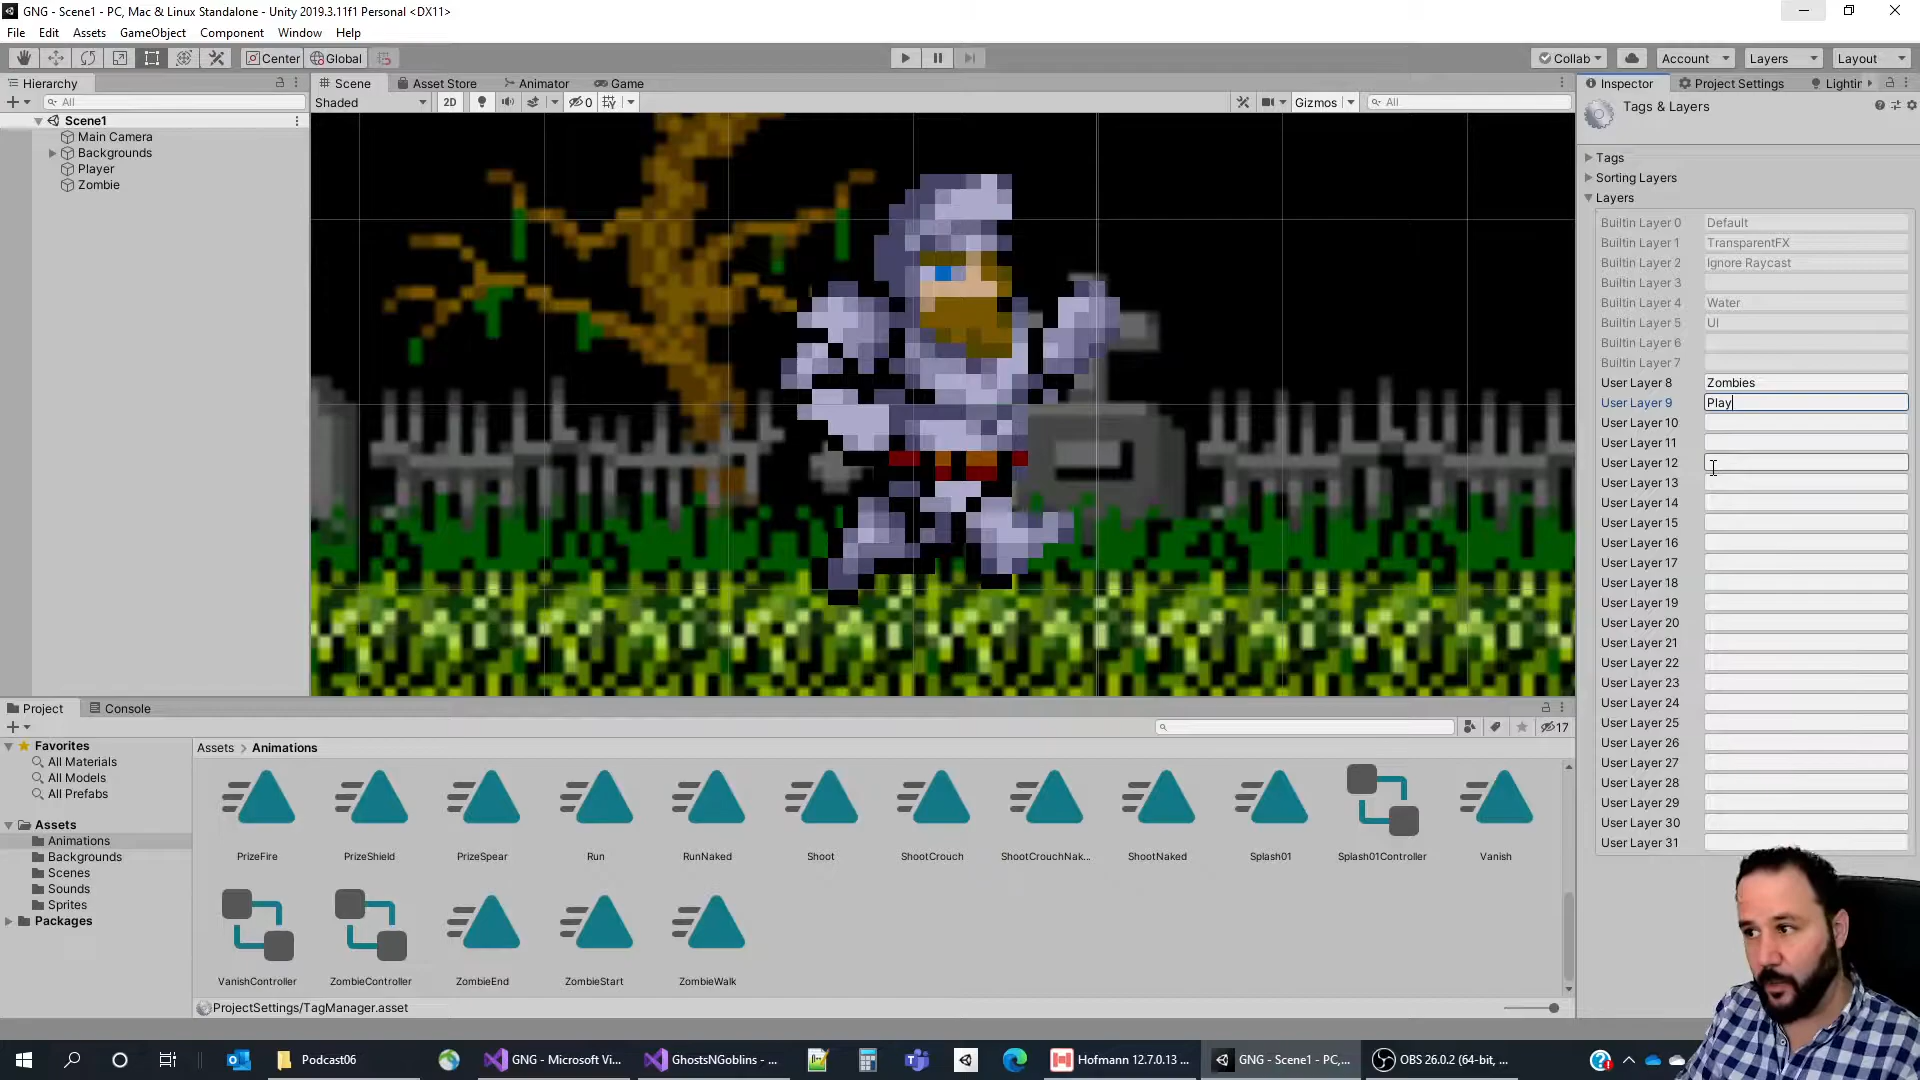 GNG - Scene1 - PC, Mac & Linux Standalone - Unity 2019.3.11f1 Personal <DX11>
File Edit Assets GameObject Component Window Help
Center Global Collab Account Layers Layout
Hierarchy Scene Asset Store Animator Game Inspector Project Settings Lightin
All Shaded 2D 0 Gizmos All Tags & Layers
Scene1
Main Camera
Backgrounds
Player
Zombie
Tags
Sorting Layers
Layers
Builtin Layer 0 Default
Builtin Layer 1 TransparentFX
Builtin Layer 2 Ignore Raycast
Builtin Layer 3
Builtin Layer 4 Water
Builtin Layer 5 UI
Builtin Layer 6
Builtin Layer 7
User Layer 8 Zombies
User Layer 9 Play
User Layer 10
User Layer 11
User Layer 12
User Layer 13
User Layer 14
User Layer 15
User Layer 16
User Layer 17
User Layer 18
User Layer 19
User Layer 20
User Layer 21
User Layer 22
User Layer 23
User Layer 24
User Layer 25
User Layer 26
User Layer 27
User Layer 28
User Layer 29
User Layer 30
User Layer 31
Project Console
17
Favorites
All Materials
All Models
All Prefabs
Assets
Animations
Backgrounds
Scenes
Sounds
Sprites
Packages
Assets > Animations
PrizeFire PrizeShield PrizeSpear Run RunNaked Shoot ShootCrouch ShootCrouchNak... ShootNaked Splash01 Splash01Controller Vanish
VanishController ZombieController ZombieEnd ZombieStart ZombieWalk
ProjectSettings/TagManager.asset
Podcast06 GNG - Microsoft Vi... GhostsNGoblins - ... Hofmann 12.7.0.13 ... GNG - Scene1 - PC,... OBS 26.0.2 (64-bit, ...